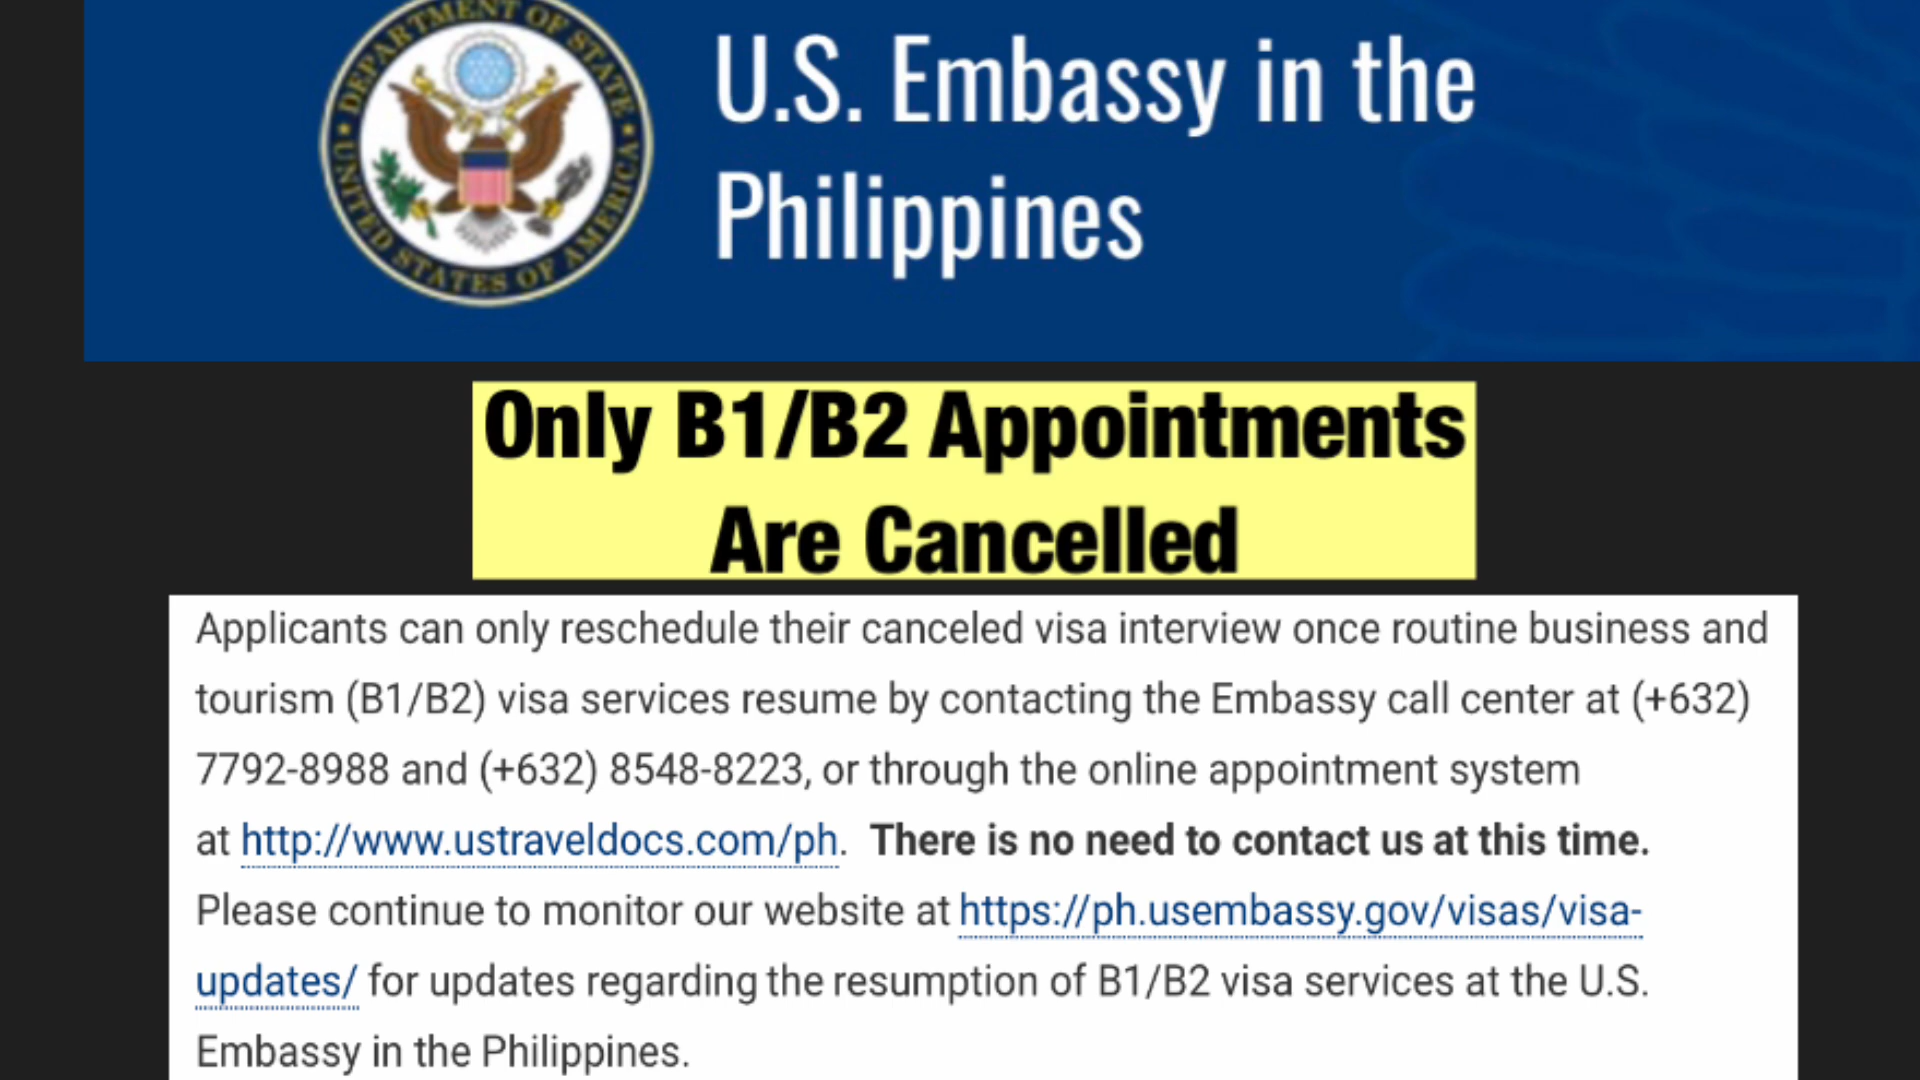 DEPARTMENT OF STATE
UNITED STATES OF AMERICA
U.S. Embassy in the
Philippines
Only B1/B2 Appointments
Are Cancelled
Applicants can only reschedule their canceled visa interview once routine business and
tourism (B1/B2) visa services resume by contacting the Embassy call center at (+632)
7792-8988 and (+632) 8548-8223, or through the online appointment system
at http://www.ustraveldocs.com/ph. There is no need to contact us at this time.
Please continue to monitor our website at https://ph.usembassy.gov/visas/visa-
updates/ for updates regarding the resumption of B1/B2 visa services at the U.S.
Embassy in the Philippines.